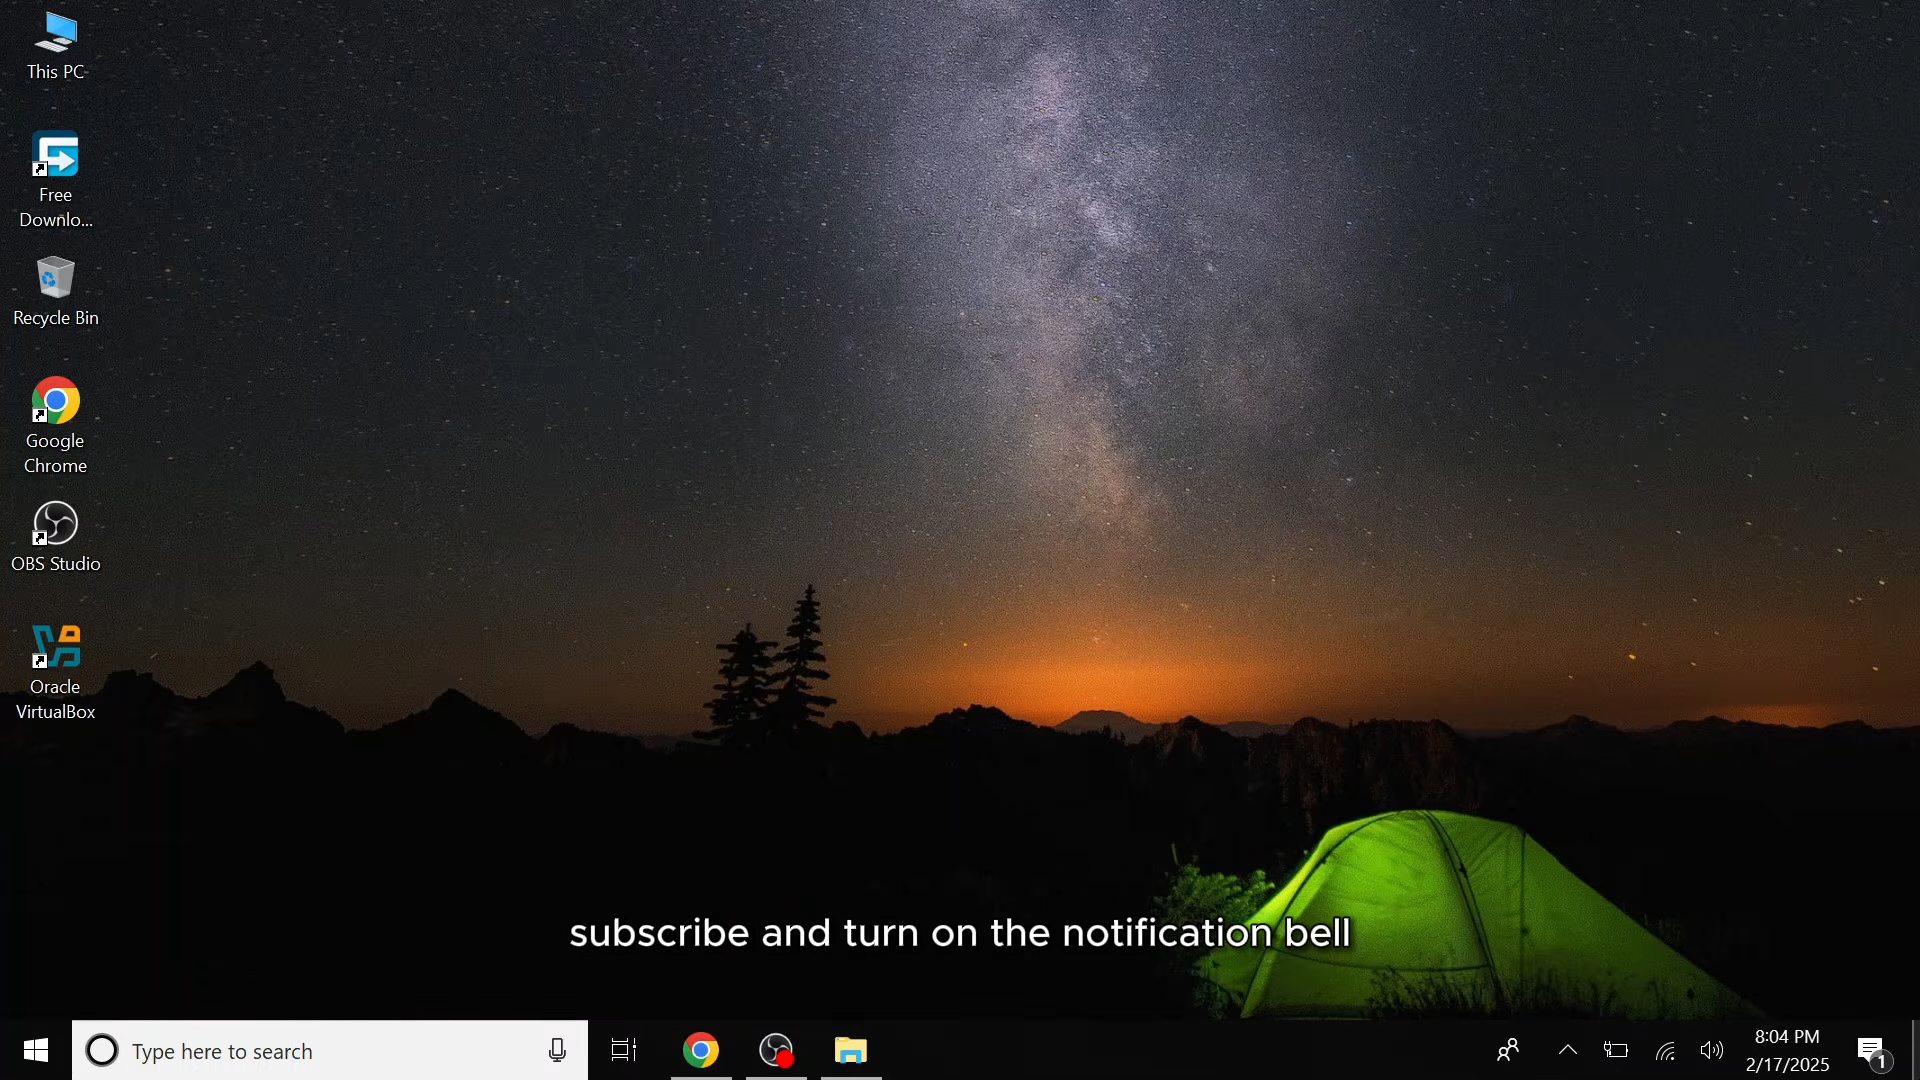 This PC
Free
Downlo...
Recycle Bin
Google
Chrome
OBS Studio
Oracle
VirtualBox
subscribe and turn on the notification bell
Type here to search
8:04 PM
2/17/2025
1